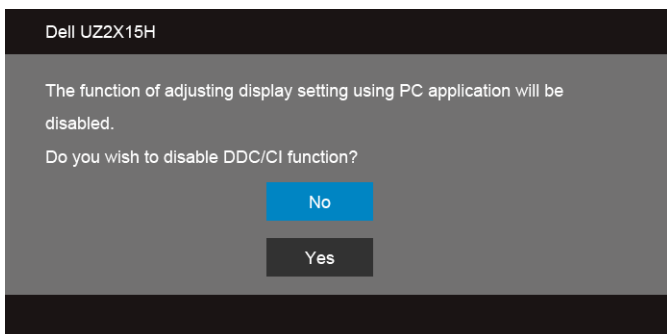 Dell UZ2X15H
The function of adjusting display setting using PC application will be
disabled.
Do you wish to disable DDC/CI function?
No
Yes